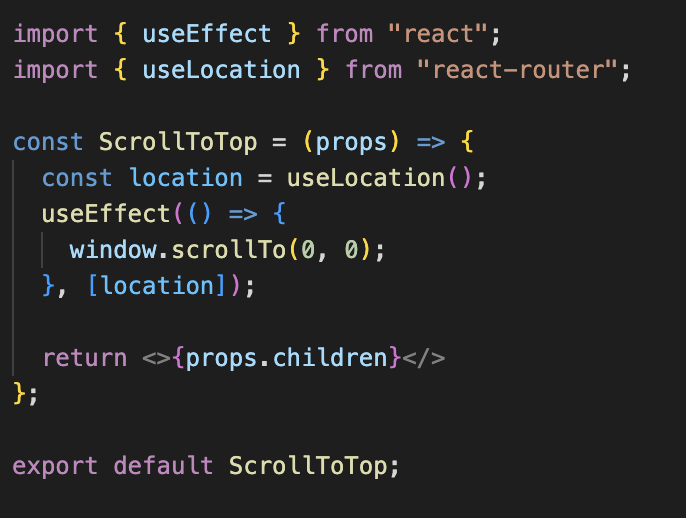 import { useEffect } from "react";
import { useLocation } from "react-router";
const ScrollToTop = (props) => {
const location = useLocation();
useEffect(() => {
window.scrollTo(0, 0);
}, [location]);
return <>{props.children}</>
};
export default ScrollToTop;